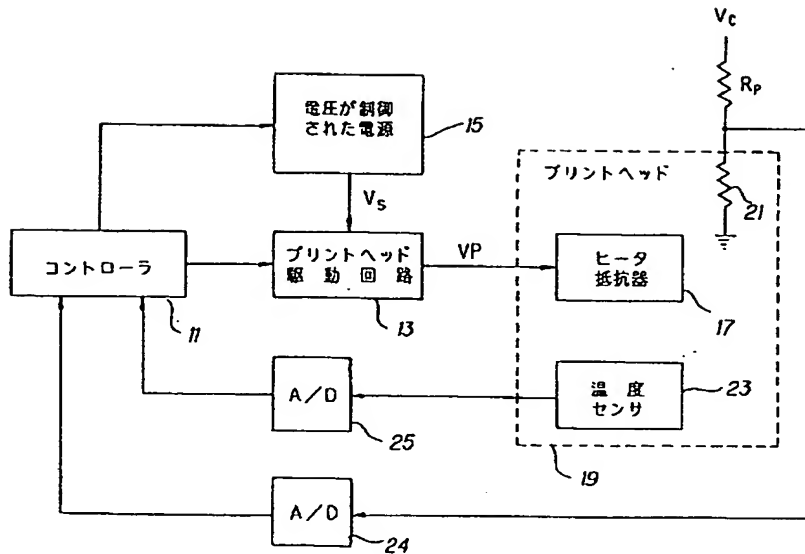 VC
RP
電圧が制御
された電源
15
プリントヘッド
21
VS
コントローラ
プリントヘッド
駆動回路
VP
ヒータ
抵抗器
11
13
17
A/D
温度
センサ
23
25
19
A/D
24